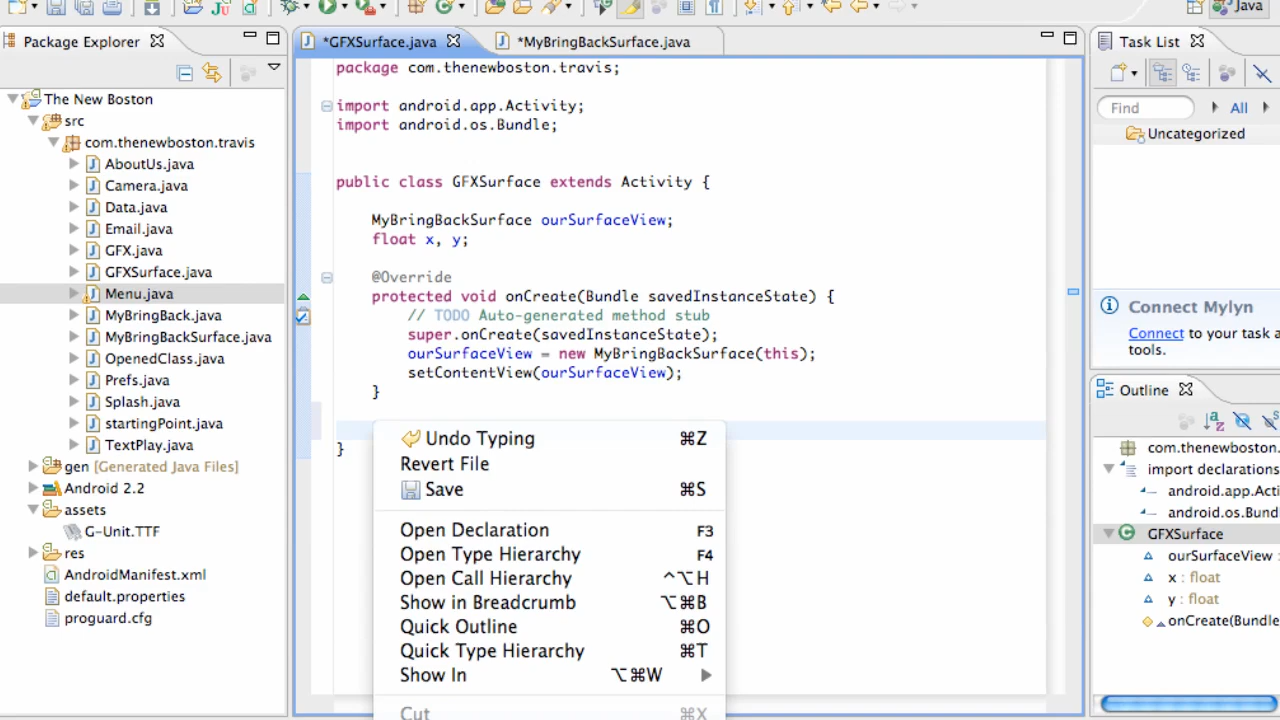 Java
Package Explorer
*GFXSurface.java
*MyBringBackSurface.java
Task List
The New Boston
src
com.thenewboston.travis
AboutUs.java
Camera.java
Data.java
Email.java
GFX.java
GFXSurface.java
Menu.java
MyBringBack.java
MyBringBackSurface.java
OpenedClass.java
Prefs.java
Splash.java
startingPoint.java
TextPlay.java
gen [Generated Java Files]
Android 2.2
assets
G-Unit.TTF
res
AndroidManifest.xml
default.properties
proguard.cfg
package com.thenewboston.travis;
import android.app.Activity;
import android.os.Bundle;
public class GFXSurface extends Activity {
MyBringBackSurface ourSurfaceView;
float x, y;
@Override
protected void onCreate(Bundle savedInstanceState) {
// TODO Auto-generated method stub
super.onCreate(savedInstanceState);
ourSurfaceView = new MyBringBackSurface(this);
setContentView(ourSurfaceView);
}
}
Undo Typing ⌘Z
Revert File
Save ⌘S
Open Declaration F3
Open Type Hierarchy F4
Open Call Hierarchy ^⌥H
Show in Breadcrumb ⌥⌘B
Quick Outline ⌘O
Quick Type Hierarchy ⌘T
Show In ⌥⌘W
Cut ⌘X
Find
All
Uncategorized
Connect Mylyn
Connect to your task a
tools.
Outline
com.thenewboston.
import declarations
android.app.Acti
android.os.Bundl
GFXSurface
ourSurfaceView :
x : float
y : float
onCreate(Bundle